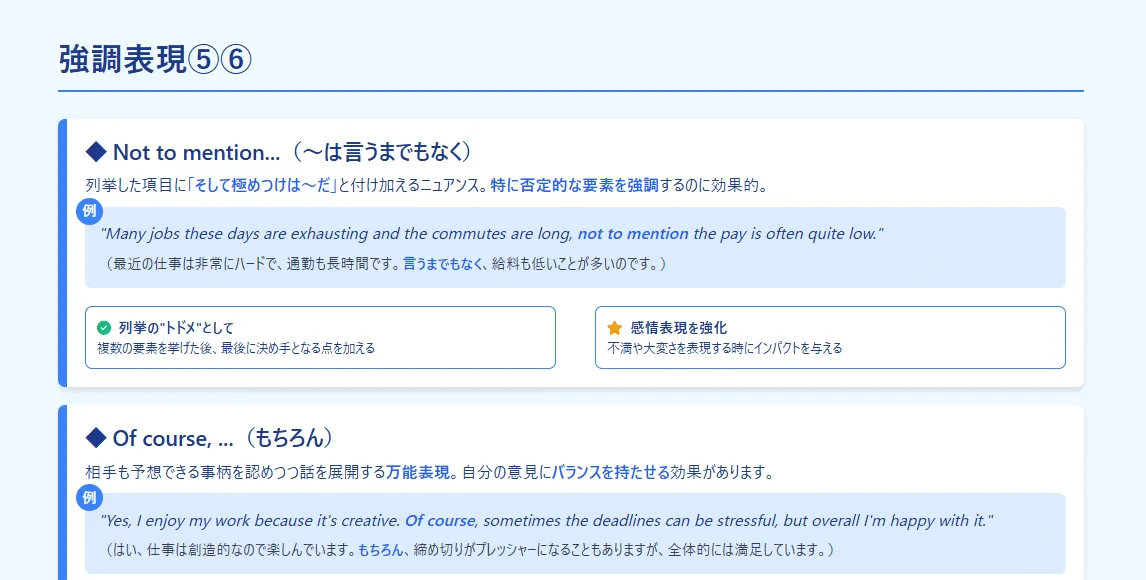 強調表現⑤⑥
◆ Not to mention...（～は言うまでもなく）
列挙した項目に「そして極めつけは～だ」と付け加えるニュアンス。特に否定的な要素を強調するのに効果的。
例
"Many jobs these days are exhausting and the commutes are long, not to mention the pay is often quite low."
（最近の仕事は非常にハードで、通勤も長時間です。言うまでもなく、給料も低いことが多いのです。）
列挙の"トドメ"として
複数の要素を挙げた後、最後に決め手となる点を加える
感情表現を強化
不満や大変さを表現する時にインパクトを与える
◆ Of course, ...（もちろん）
相手も予想できる事柄を認めつつ話を展開する万能表現。自分の意見にバランスを持たせる効果があります。
例
"Yes, I enjoy my work because it's creative. Of course, sometimes the deadlines can be stressful, but overall I'm happy with it."
（はい、仕事は創造的なので楽しんでいます。もちろん、締め切りがプレッシャーになることもありますが、全体的には満足しています。）